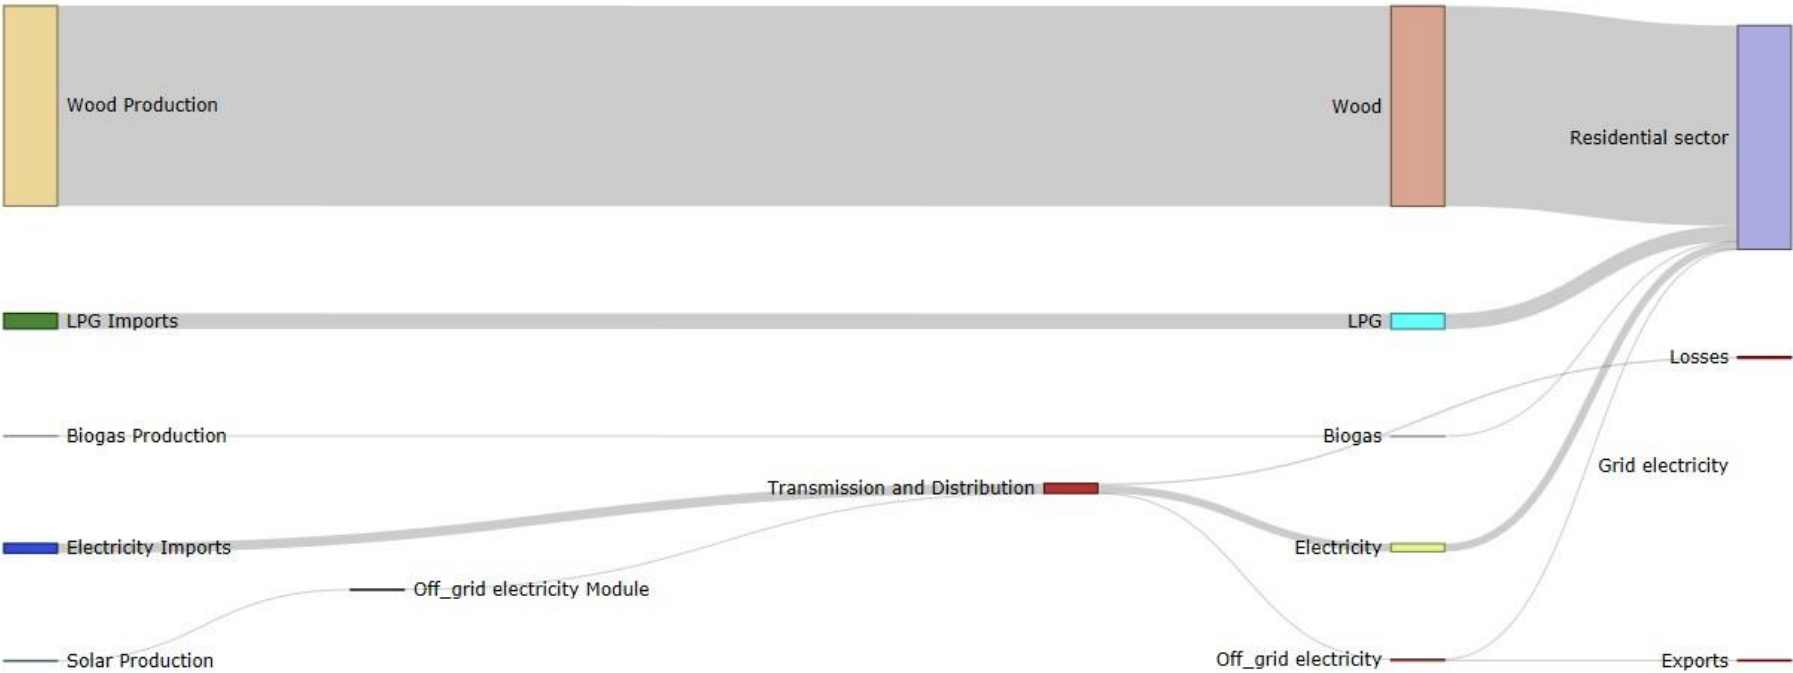 Wood Production
Wood
Residential sector
LPG Imports
LPG
Losses
Biogas Production
Biogas
Grid electricity
Transmission and Distribution
Electricity Imports
Electricity
Off_grid electricity Module
Solar Production
Off_grid electricity
Exports